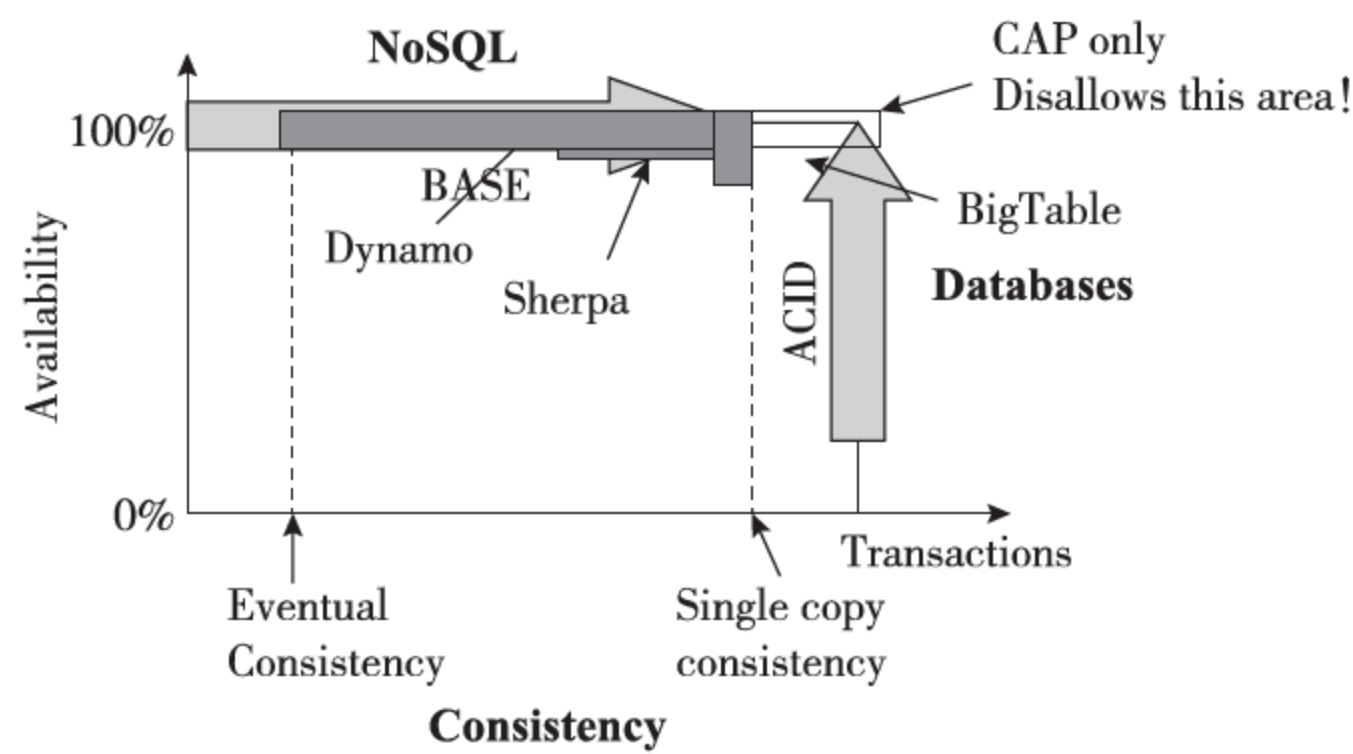 NoSQL
CAP only
Disallows this area!
100%
BASE
BigTable
Dynamo
Sherpa
Databases
ACID
Availability
0%
Transactions
Eventual
Consistency
Single copy
consistency
Consistency